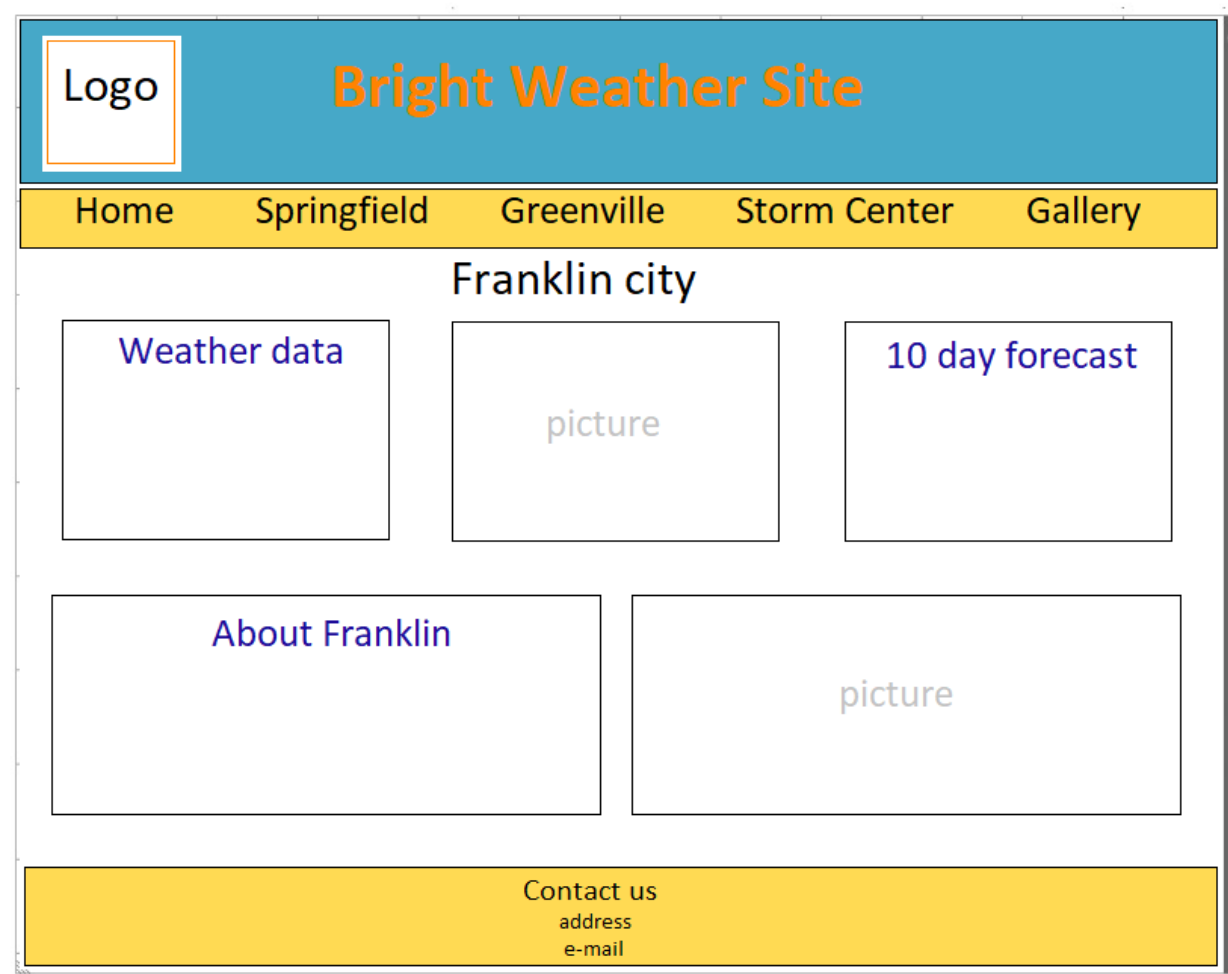 Logo
Bright Weather Site
Home Springfield Greenville Storm Center Gallery
Franklin city
Weather data
picture
10 day forecast
About Franklin
picture
Contact us
address
e-mail